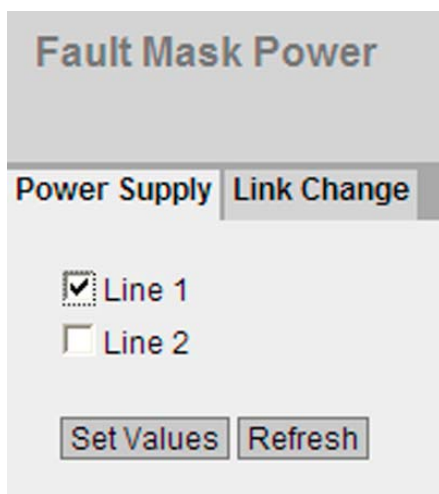 Fault Mask Power
Power Supply Link Change
Line 1
Line 2
Set Values Refresh